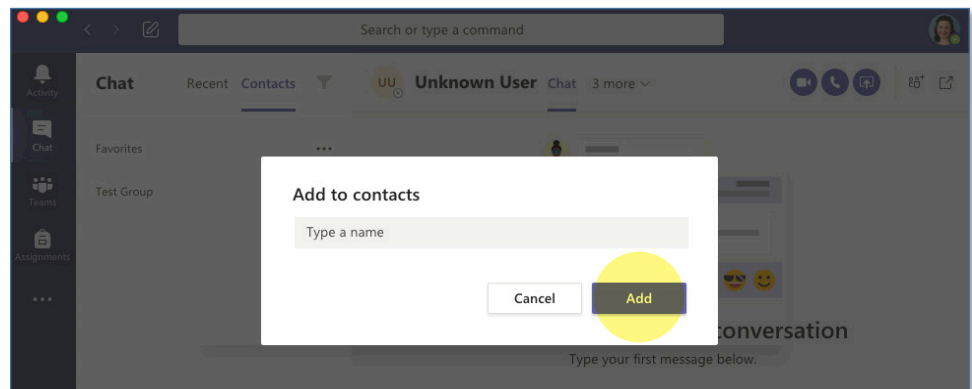 Search or type a command
Activity
Chat
Teams
Assignments
Chat Recent Contacts
Favorites
Test Group
UU Unknown User Chat 3 more
Add to contacts
Type a name
Cancel Add
conversation
Type your first message below.